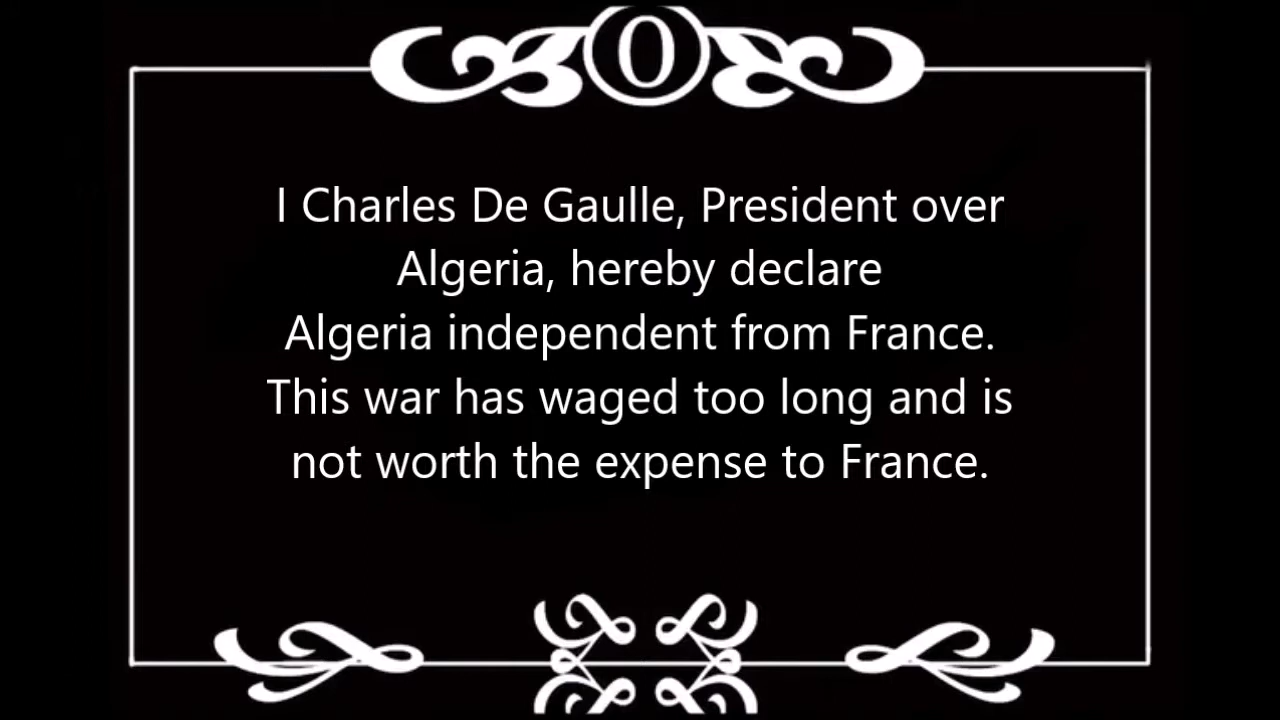 O
I Charles De Gaulle, President over
Algeria, hereby declare
Algeria independent from France.
This war has waged too long and is
not worth the expense to France.